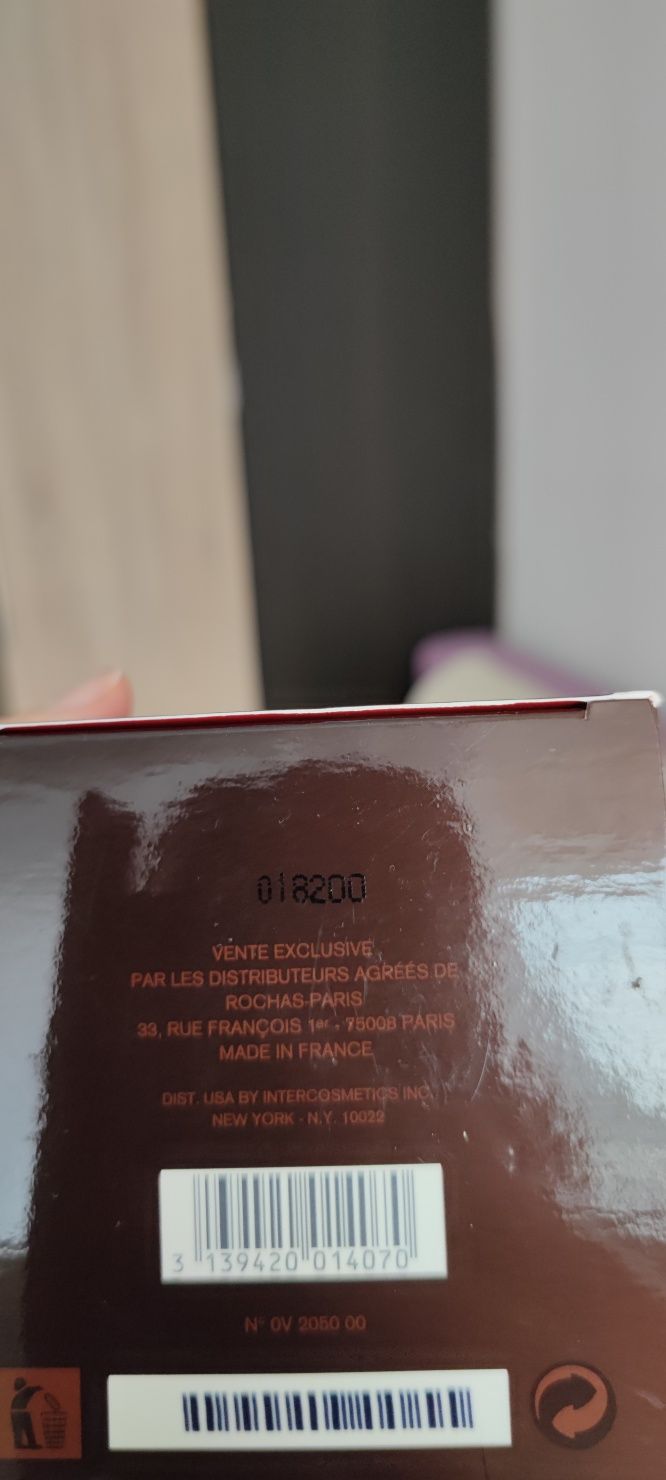 018200
VENTE EXCLUSIVE
PAR LES DISTRIBUTEURS AGRÉÉS DE
ROCHAS-PARIS
33, RUE FRANÇOIS 1er - 75008 PARIS
MADE IN FRANCE
DIST. USA BY INTERCOSMETICS INC.
NEW YORK - N.Y. 10022
3 139420 014070
N° 0V 2050 00